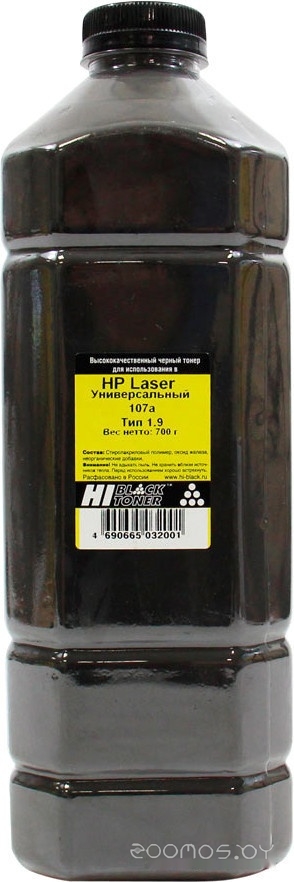 Высококачественный черный тонер
для использования в
HP Laser
Универсальный
107a
Тип 1.9
Вес нетто: 700 г
Состав: Стиролакриловый полимер, оксид железа,
неорганические добавки.
Внимание! Не вдыхать пыль. Не хранить вблизи источ-
ников тепла. Перед использованием хорошо встряхнуть.
Расфасовано в России www.hi-black.ru
HI BLACK TONER™
4 690665 032001
zoomos.by